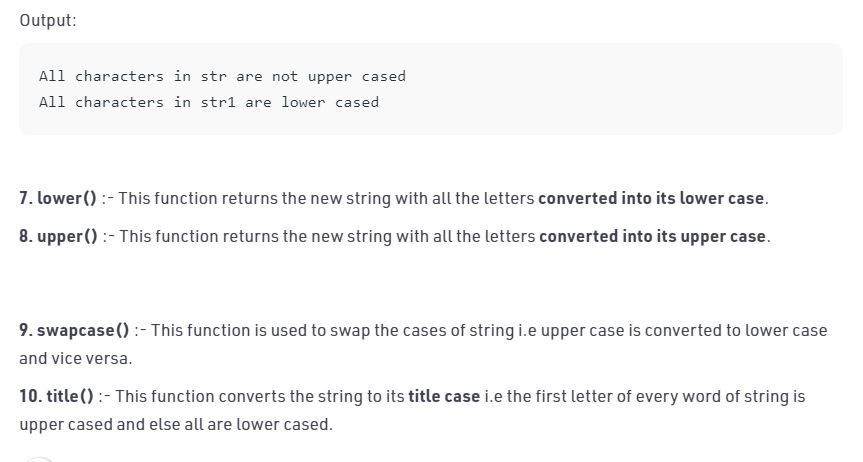 Output:
All characters in str are not upper cased
All characters in str1 are lower cased
7. lower() :- This function returns the new string with all the letters converted into its lower case.
8. upper() :- This function returns the new string with all the letters converted into its upper case.
9. swapcase() :- This function is used to swap the cases of string i.e upper case is converted to lower case
and vice versa.
10. title() :- This function converts the string to its title case i.e the first letter of every word of string is
upper cased and else all are lower cased.